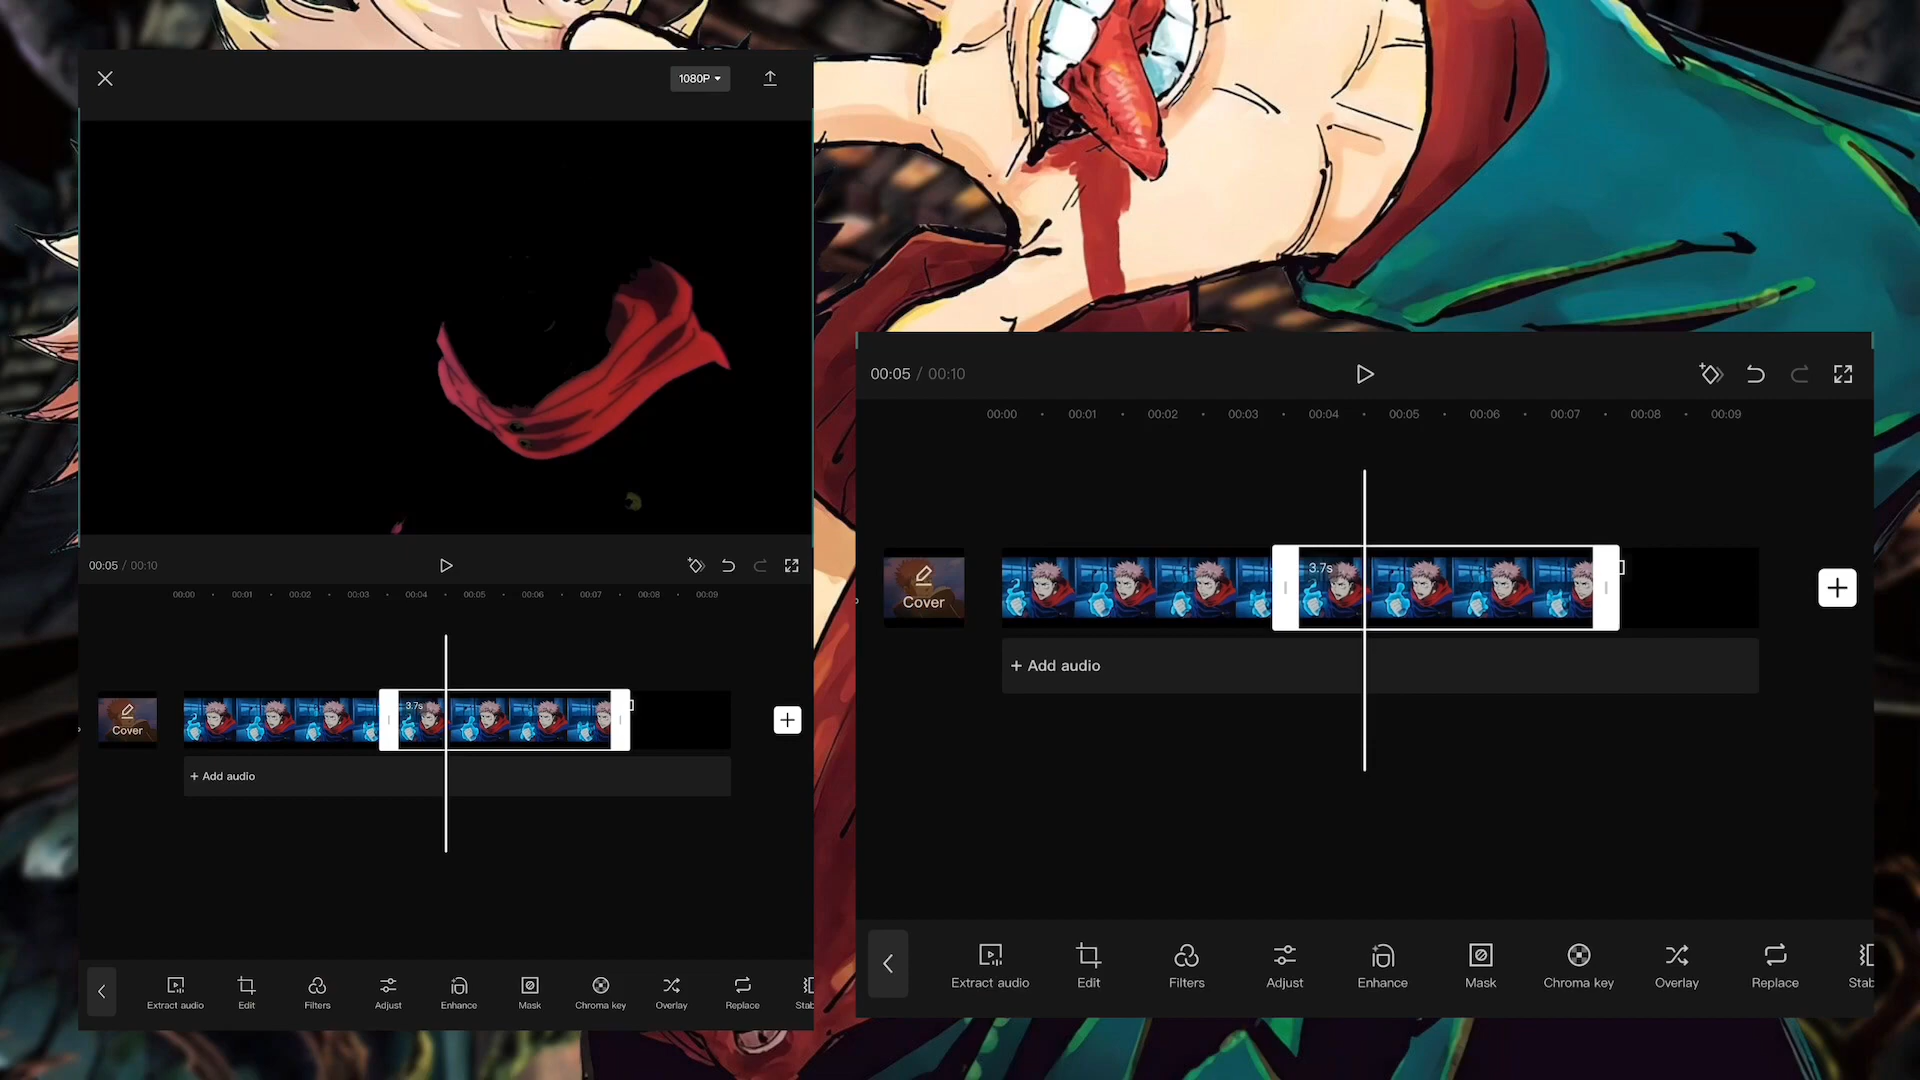 1080P
00:05 / 00:10
00:00 00:01 00:02 00:03 00:04 00:05 00:06 00:07 00:08 00:09
Cover
3.7s
+ Add audio
Extract audio Edit Filters Adjust Enhance Mask Chroma key Overlay Replace Stab
00:05 / 00:10
00:00 00:01 00:02 00:03 00:04 00:05 00:06 00:07 00:08 00:09
Cover
3.7s
+ Add audio
Extract audio Edit Filters Adjust Enhance Mask Chroma key Overlay Replace Stab